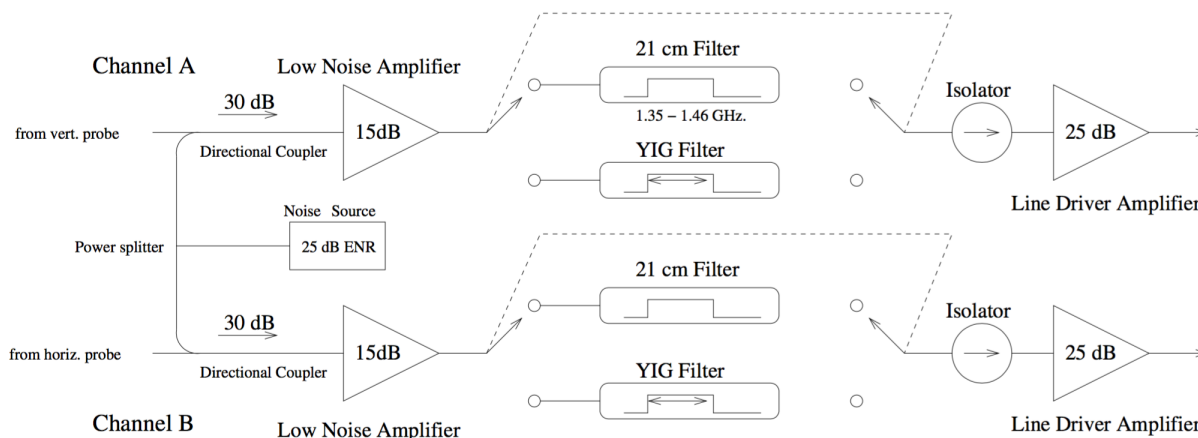 Channel A
Low Noise Amplifier
21 cm Filter
Isolator
30 dB
from vert. probe
15dB
1.35 – 1.46 GHz.
25 dB
Directional Coupler
YIG Filter
Line Driver Amplifier
Noise Source
Power splitter
25 dB ENR
21 cm Filter
Isolator
30 dB
from horiz. probe
15dB
25 dB
Directional Coupler
YIG Filter
Channel B
Low Noise Amplifier
Line Driver Amplifier